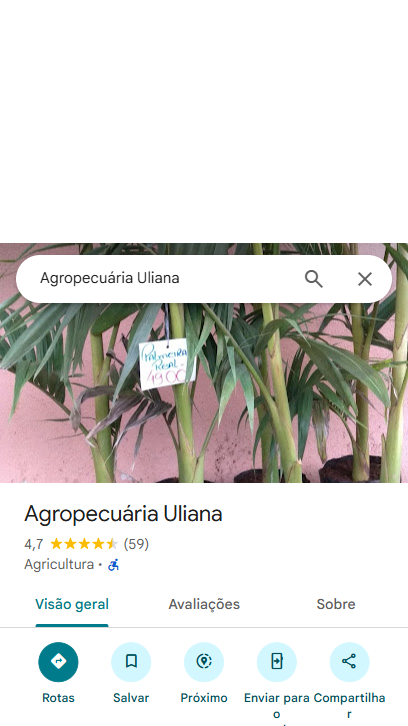 Agropecuária Uliana
Palmeira
Real
49,00
Agropecuária Uliana
4,7 (59)
Agricultura ·
Visão geral
Avaliações
Sobre
Rotas
Salvar
Próximo
Enviar para
o
Compartilha
r